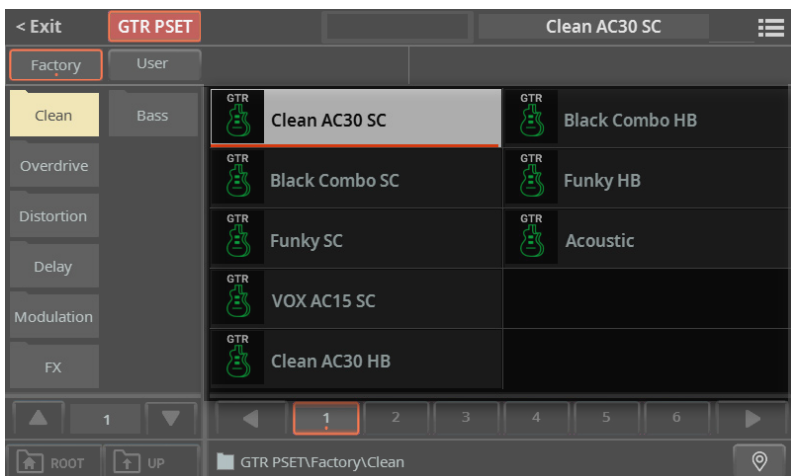 < Exit GTR PSET Clean AC30 SC
Factory User
Clean Bass
Overdrive
Distortion
Delay
Modulation
FX
GTR Clean AC30 SC
GTR Black Combo HB
GTR Black Combo SC
GTR Funky HB
GTR Funky SC
GTR Acoustic
GTR VOX AC15 SC
GTR Clean AC30 HB
1
1 2 3 4 5 6
ROOT UP
GTR PSET\Factory\Clean